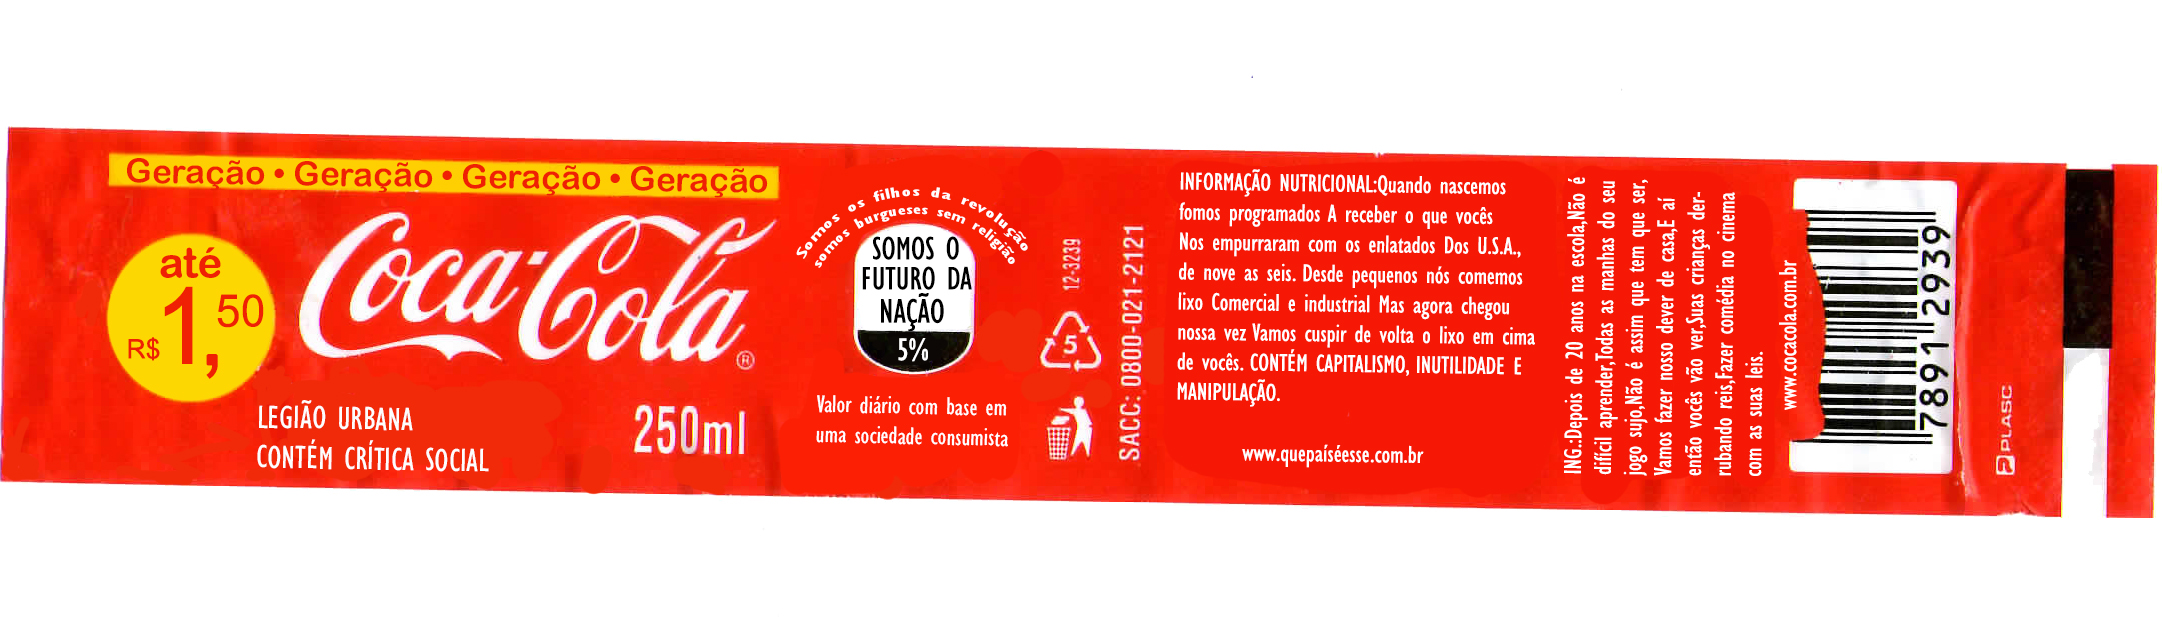 Geração • Geração • Geração • Geração
até
R$ 1,50
Coca-Cola®
LEGIÃO URBANA
CONTÉM CRÍTICA SOCIAL
250ml
Somos os filhos da revolução
somos burgueses sem religião
SOMOS O
FUTURO DA
NAÇÃO
5%
Valor diário com base em
uma sociedade consumista
12-3239
5
SACC: 0800-021-2121
INFORMAÇÃO NUTRICIONAL:Quando nascemos
fomos programados A receber o que vocês
Nos empurraram com os enlatados Dos U.S.A.,
de nove as seis. Desde pequenos nós comemos
lixo Comercial e industrial Mas agora chegou
nossa vez Vamos cuspir de volta o lixo em cima
de vocês. CONTÉM CAPITALISMO, INUTILIDADE E
MANIPULAÇÃO.
www.quepaíséesse.com.br
ING.:Depois de 20 anos na escola,Não é
difícil aprender,Todas as manhas do seu
jogo sujo,Não é assim que tem que ser,
Vamos fazer nosso dever de casa,E aí
então vocês vão ver,Suas crianças der-
rubando reis,Fazer comédia no cinema
com as suas leis.
www.cocacola.com.br
7891 2939
PLASC